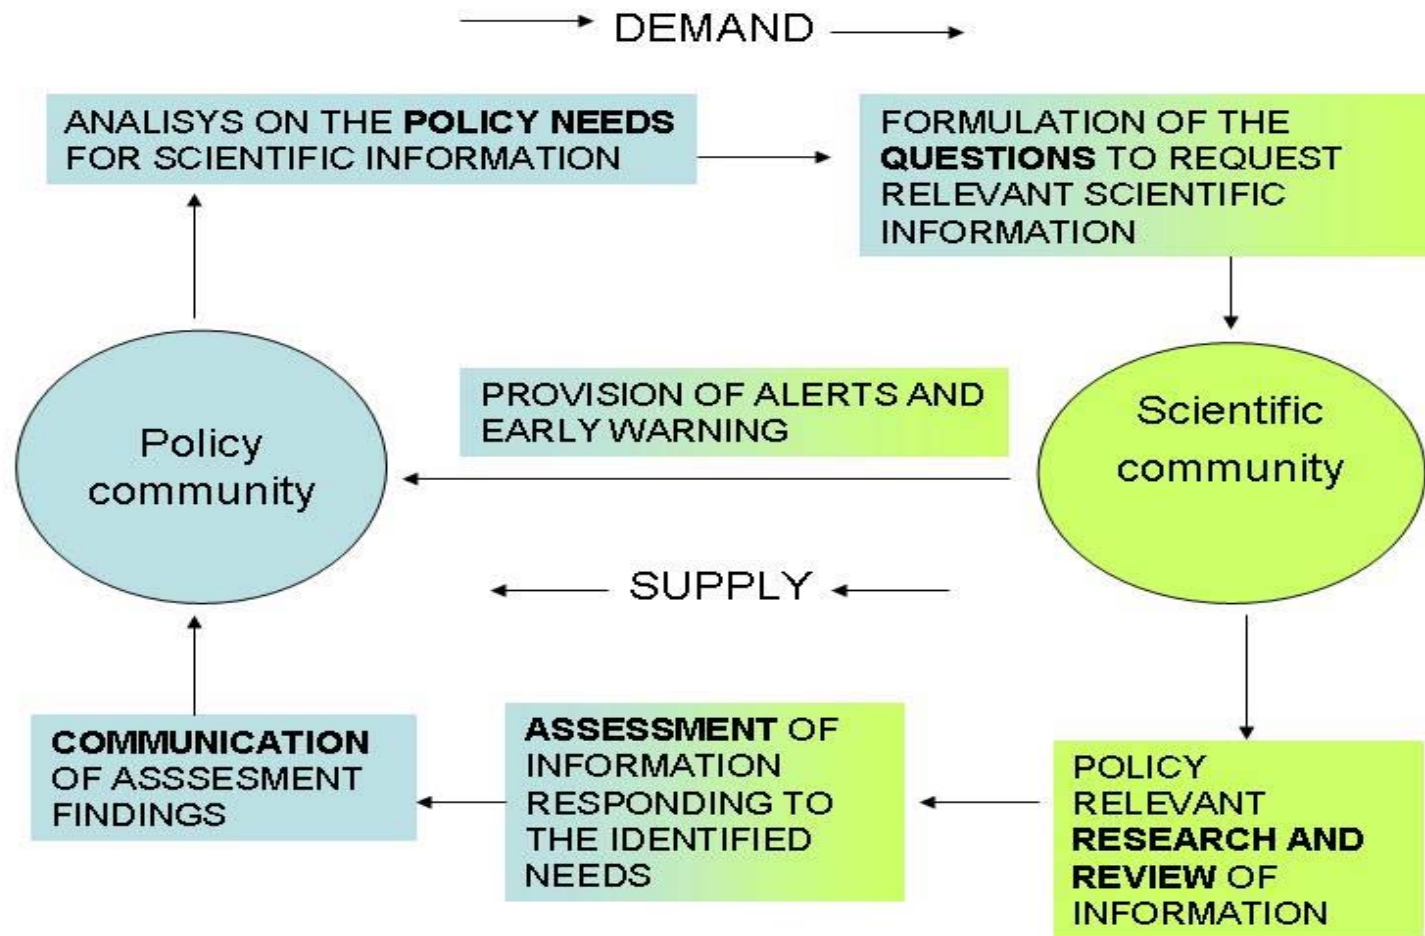 DEMAND
ANALISYS ON THE POLICY NEEDS
FOR SCIENTIFIC INFORMATION
FORMULATION OF THE
QUESTIONS TO REQUEST
RELEVANT SCIENTIFIC
INFORMATION
Policy
community
PROVISION OF ALERTS AND
EARLY WARNING
Scientific
community
SUPPLY
COMMUNICATION
OF ASSSESMENT
FINDINGS
ASSESSMENT OF
INFORMATION
RESPONDING TO
THE IDENTIFIED
NEEDS
POLICY
RELEVANT
RESEARCH AND
REVIEW OF
INFORMATION